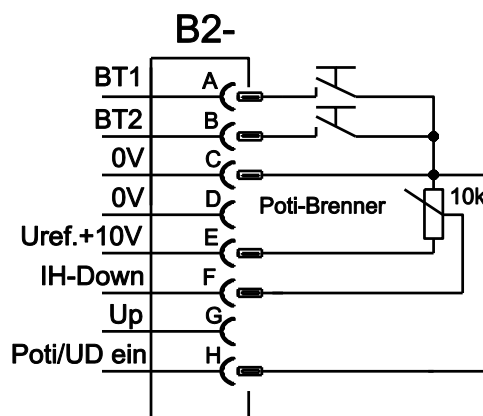 B2-
BT1 A
BT2 B
0V C
0V D
Poti-Brenner 10k
Uref.+10V E
IH-Down F
Up G
Poti/UD ein H